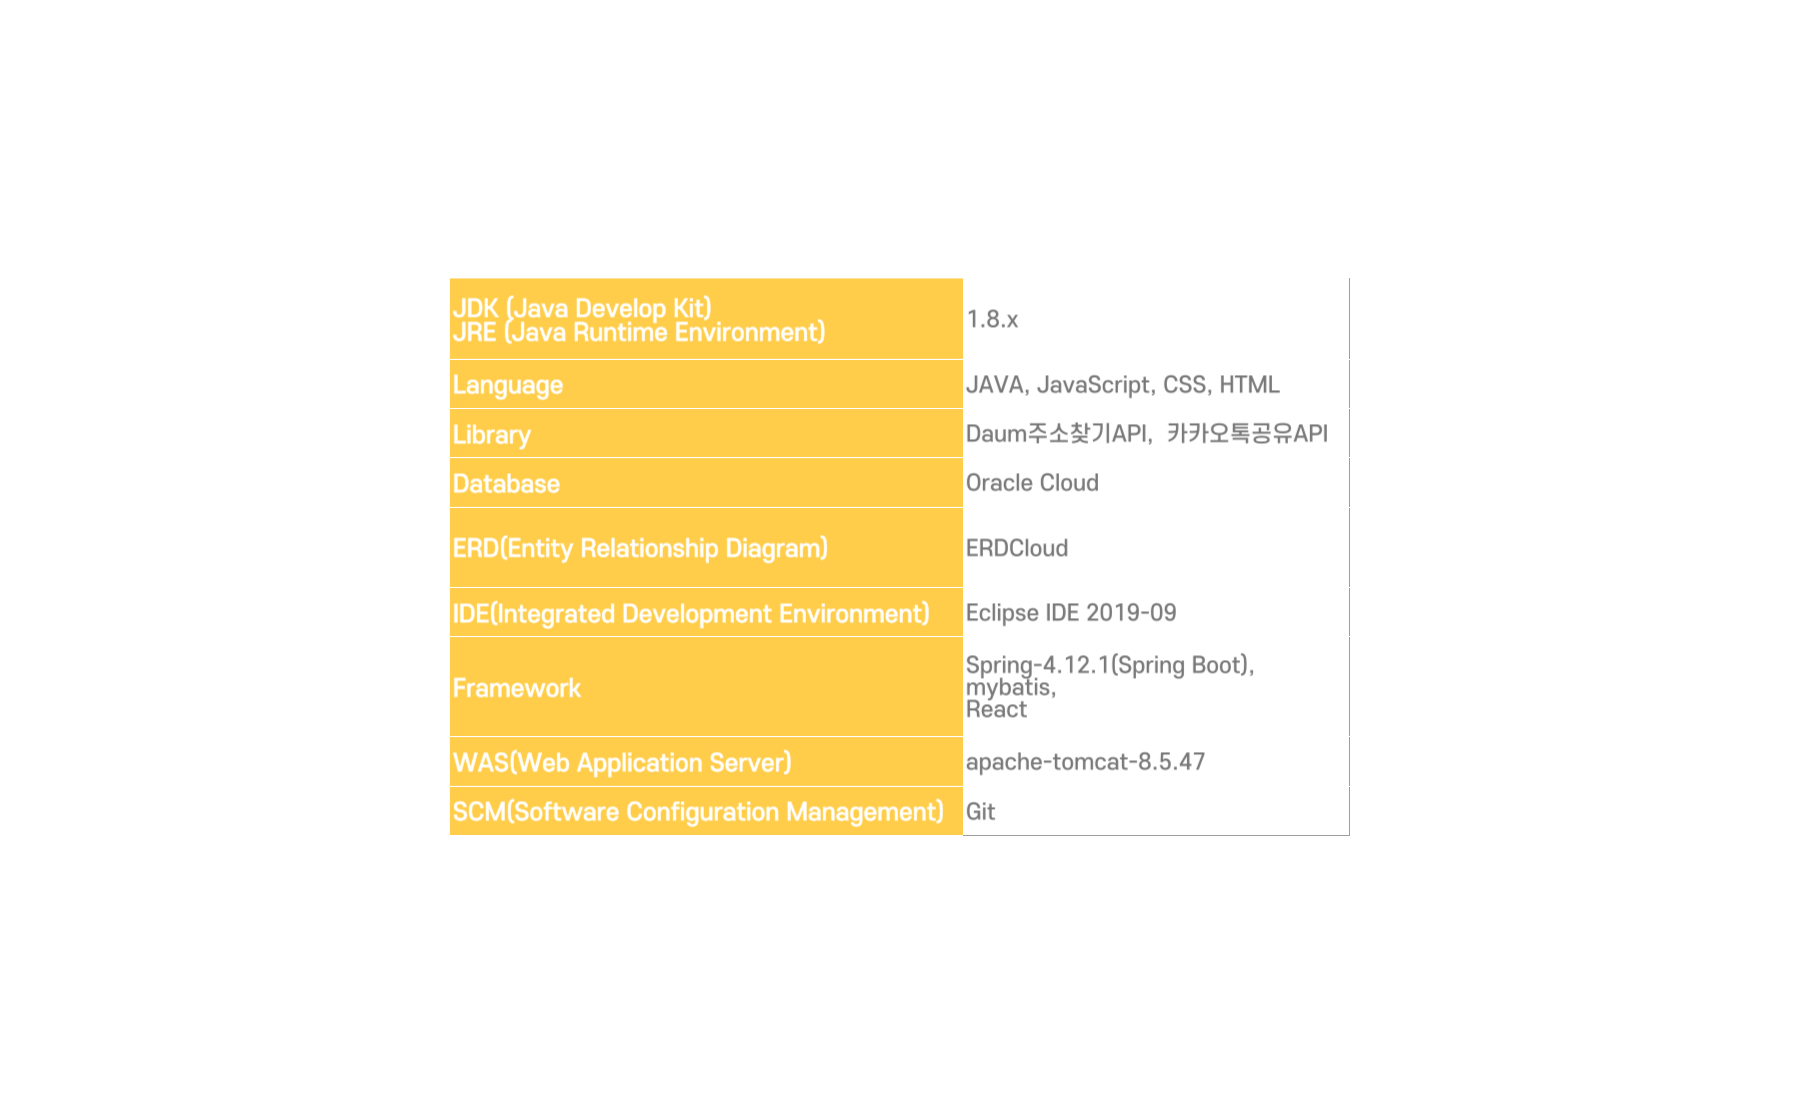 JDK (Java Develop Kit)
JRE (Java Runtime Environment)
1.8.x
Language
JAVA, JavaScript, CSS, HTML
Library
Daum주소찾기API, 카카오톡공유API
Database
Oracle Cloud
ERD(Entity Relationship Diagram)
ERDCloud
IDE(Integrated Development Environment)
Eclipse IDE 2019-09
Framework
Spring-4.12.1(Spring Boot),
mybatis,
React
WAS(Web Application Server)
apache-tomcat-8.5.47
SCM(Software Configuration Management)
Git